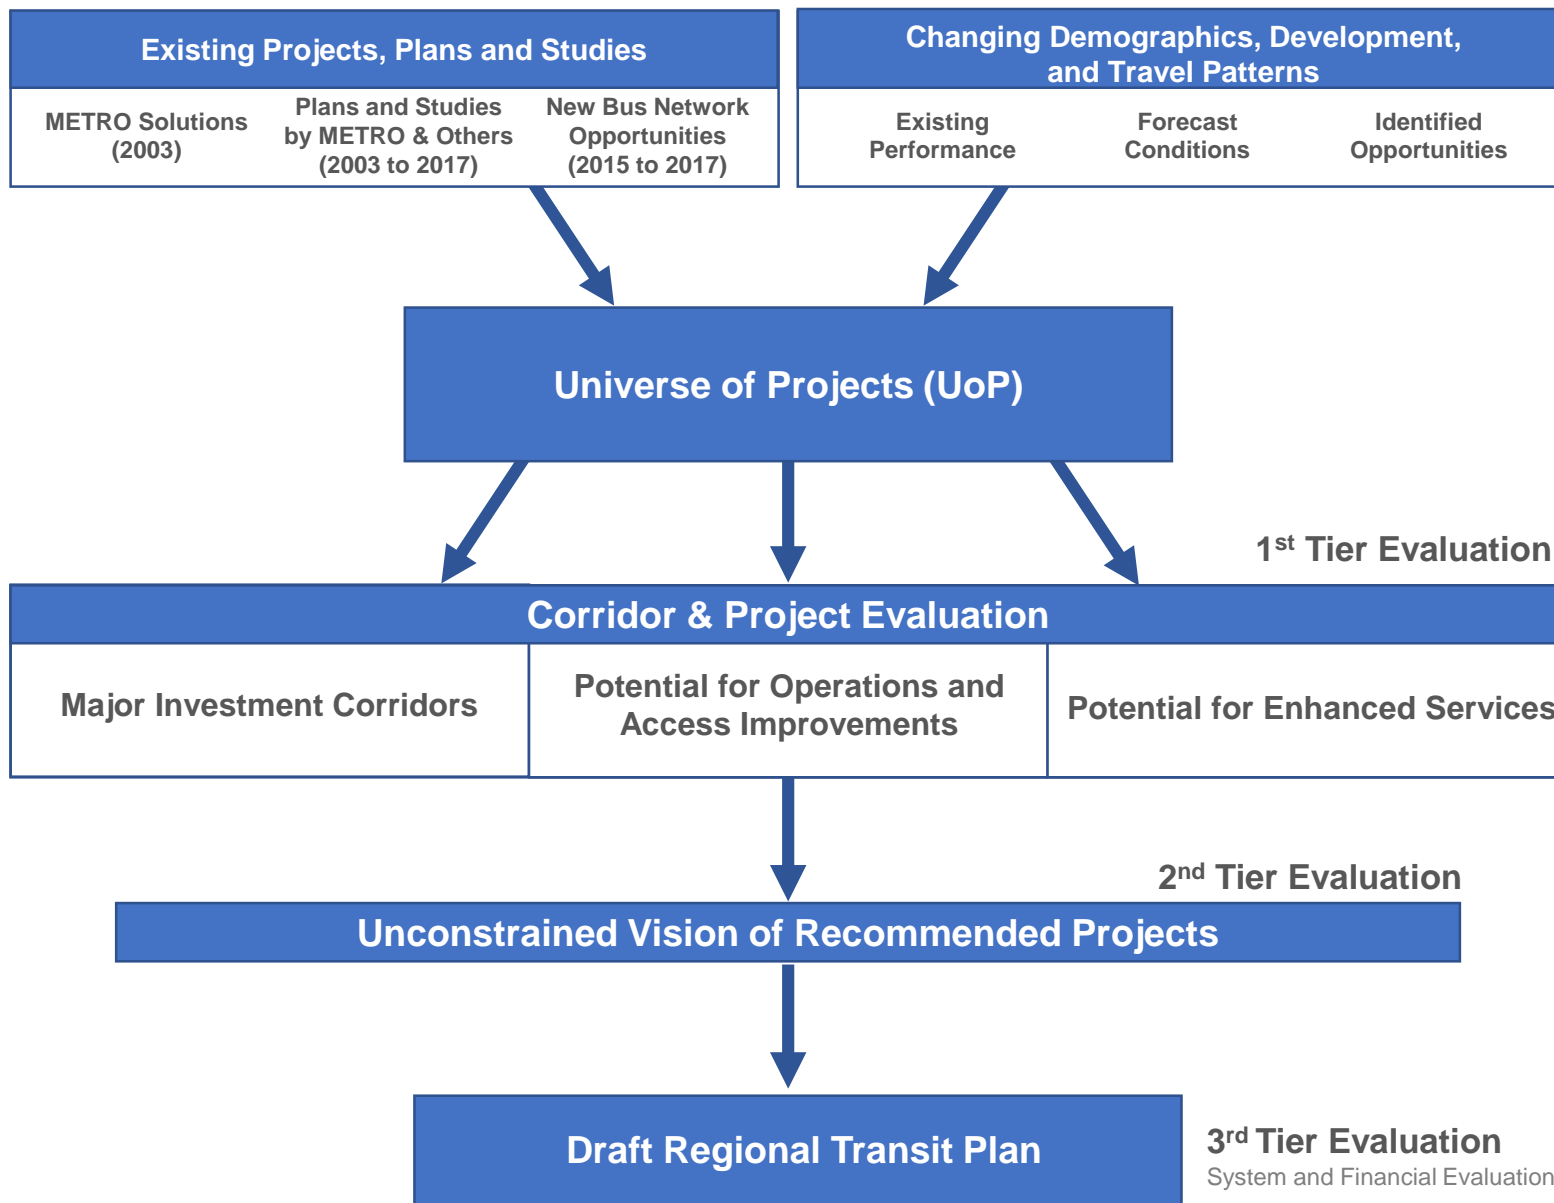 Existing Projects, Plans and Studies
METRO Solutions
(2003)
Plans and Studies
by METRO & Others
(2003 to 2017)
New Bus Network
Opportunities
(2015 to 2017)
Changing Demographics, Development,
and Travel Patterns
Existing
Performance
Forecast
Conditions
Identified
Opportunities
Universe of Projects (UoP)
1st Tier Evaluation
Corridor & Project Evaluation
Major Investment Corridors
Potential for Operations and
Access Improvements
Potential for Enhanced Services
2nd Tier Evaluation
Unconstrained Vision of Recommended Projects
Draft Regional Transit Plan
3rd Tier Evaluation
System and Financial Evaluation